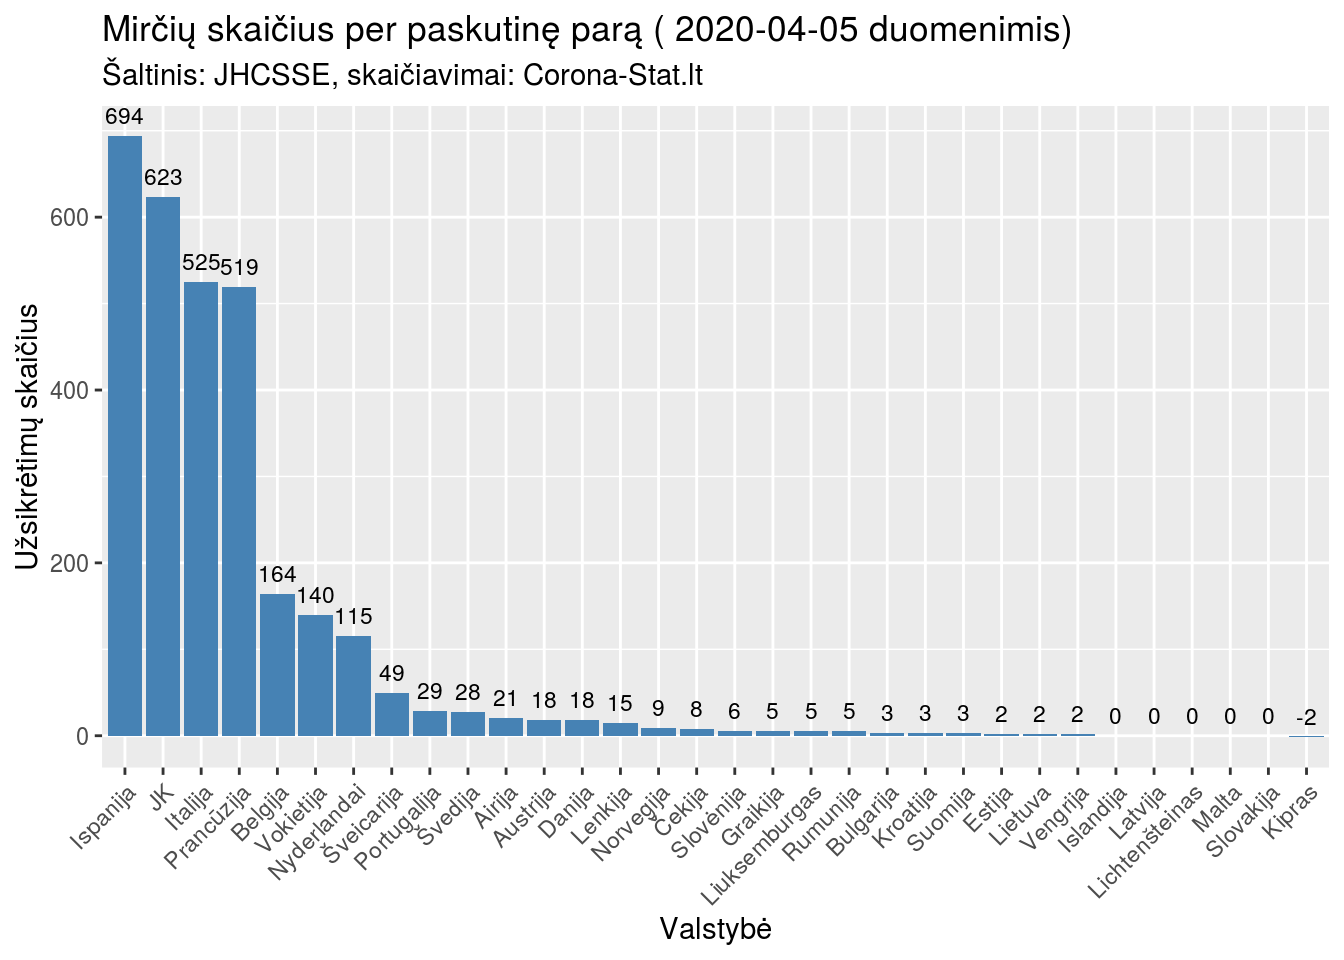 Mirčių skaičius per paskutinę parą ( 2020-04-05 duomenimis)
Šaltinis: JHCSSE, skaičiavimai: Corona-Stat.lt
Užsikrėtimų skaičius
600
400
200
0
694
623
525
519
164
140
115
49
29
28
21
18
18
15
9
8
6
5
5
5
3
3
3
2
2
2
0
0
0
0
0
-2
Ispanija
JK
Italija
Prancūzija
Belgija
Vokietija
Nyderlandai
Šveicarija
Portugalija
Švedija
Airija
Austrija
Danija
Lenkija
Norvegija
Čekija
Slovėnija
Graikija
Liuksemburgas
Rumunija
Bulgarija
Kroatija
Suomija
Estija
Lietuva
Vengrija
Islandija
Latvija
Lichtenšteinas
Malta
Slovakija
Kipras
Valstybė